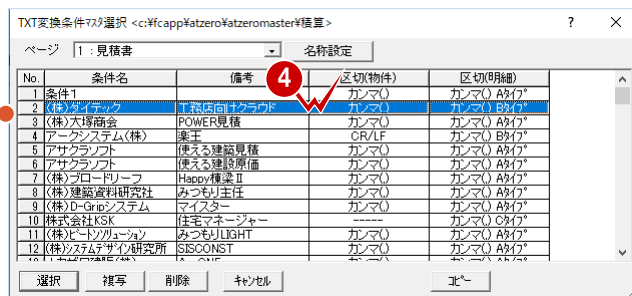 TXT変換条件ﾏｽﾀ選択 <c:¥fcapp¥atzero¥atzeromaster¥積算>
? ×
ページ 1 : 見積書 名称設定
No. 条件名 備考 区切(物件) 区切(明細)
4
1 条件1 カンマ(,) カンマ(,) Aﾀｲﾌﾟ
2 (株)ダイテック 工務店向けクラウド カンマ(,) カンマ(,) Bﾀｲﾌﾟ
3 (株)大塚商会 POWER見積 カンマ(,) カンマ(,) Aﾀｲﾌﾟ
4 アークシステム(株) 楽王 CR/LF カンマ(,) Bﾀｲﾌﾟ
5 アサクラソフト 使える建築見積 カンマ(,) カンマ(,) Aﾀｲﾌﾟ
6 アサクラソフト 使える建設原価 カンマ(,) カンマ(,) Aﾀｲﾌﾟ
7 (株)ブロードリーフ Happy棟梁Ⅱ カンマ(,) カンマ(,) Aﾀｲﾌﾟ
8 (株)建築資料研究社 みつもり主任 カンマ(,) カンマ(,) Aﾀｲﾌﾟ
9 (株)D-Gripシステム マイスター カンマ(,) カンマ(,) Aﾀｲﾌﾟ
10 株式会社KSK 住宅マネージャー ----- カンマ(,) Cﾀｲﾌﾟ
11 (株)ﾋﾞｰﾄｿﾘｭｰｼｮﾝ みつもりLIGHT カンマ(,) カンマ(,) Aﾀｲﾌﾟ
12 (株)ｼｽﾃﾑﾃﾞｻﾞｲﾝ研究所 SISCONST カンマ(,) カンマ(,) Aﾀｲﾌﾟ
選択 複写 削除 ｷｬﾝｾﾙ ｺﾋﾟｰ